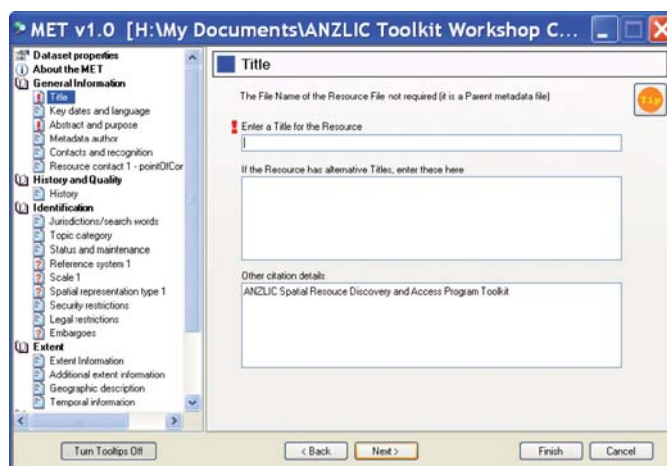 MET v1.0 [H:\My Documents\ANZLIC Toolkit Workshop C...
Dataset properties
About the MET
General Information
Title
Key dates and language
Abstract and purpose
Metadata author
Contacts and recognition
Resource contact 1 - pointOfCor
History and Quality
History
Identification
Jurisdictions/search words
Topic category
Status and maintenance
Reference system 1
Scale 1
Spatial representation type 1
Security restrictions
Legal restrictions
Embargoes
Extent
Extent Information
Additional extent information
Geographic description
Temporal information
Title
The File Name of the Resource File not required (it is a Parent metadata file)
Tip
Enter a Title for the Resource
If the Resource has alternative Titles, enter these here
Other citation details
ANZLIC Spatial Resouce Discovery and Access Program Toolkit
Turn Tooltips Off
< Back
Next >
Finish
Cancel